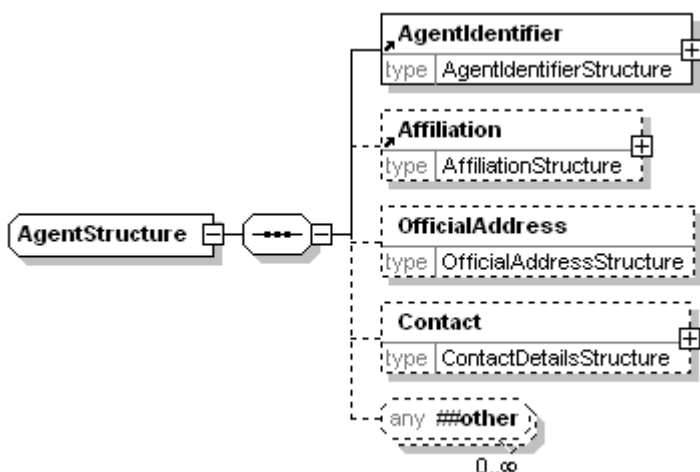 AgentIdentifier
type AgentIdentifierStructure
Affiliation
type AffiliationStructure
AgentStructure
OfficialAddress
type OfficialAddressStructure
Contact
type ContactDetailsStructure
any ##other
0..∞